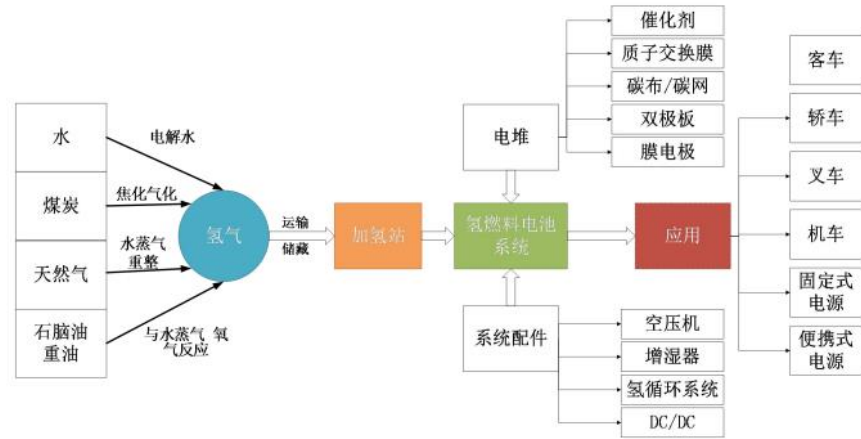 水
煤炭
天然气
石脑油
重油
电解水
焦化气化
水蒸气
重整
与水蒸气 氧
气反应
氢气
运输
储藏
加氢站
电堆
催化剂
质子交换膜
碳布/碳网
双极板
膜电极
氢燃料电池
系统
系统配件
空压机
增湿器
氢循环系统
DC/DC
应用
客车
轿车
叉车
机车
固定式
电源
便携式
电源